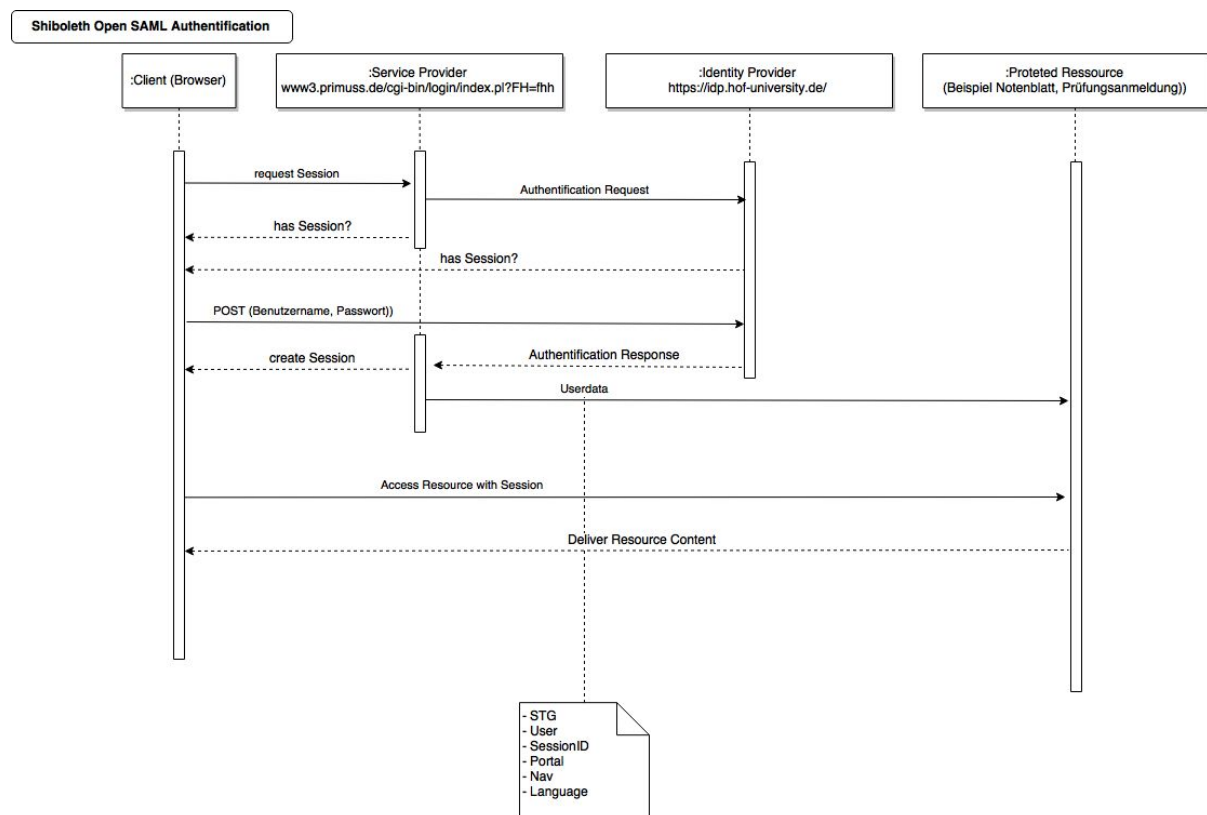 Shiboleth Open SAML Authentification
:Client (Browser)
:Service Provider
www3.primuss.de/cgi-bin/login/index.pl?FH=fhh
:Identity Provider
https://idp.hof-university.de/
:Proteted Ressource
(Beispiel Notenblatt, Prüfungsanmeldung))
request Session
Authentification Request
has Session?
has Session?
POST (Benutzername, Passwort))
create Session
Authentification Response
Userdata
Access Resource with Session
Deliver Resource Content
- STG
- User
- SessionID
- Portal
- Nav
- Language